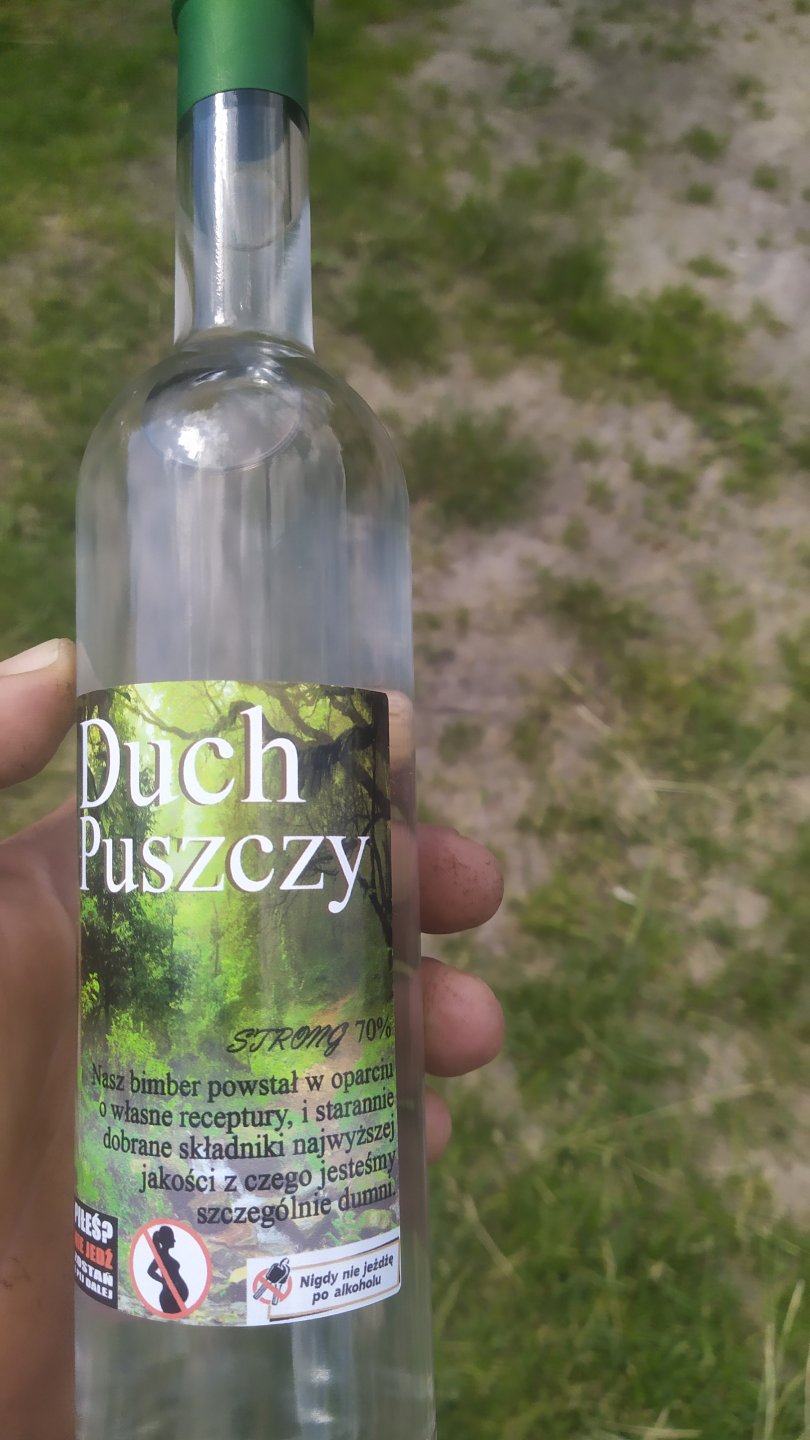 Duch
Puszczy
STRONG 70%
Nasz bimber powstał w oparciu
o własne receptury, i starannie
dobrane składniki najwyższej
jakości z czego jesteśmy
szczególnie dumni.
JEDŹ
Nigdy nie jeżdżę
po alkoholu